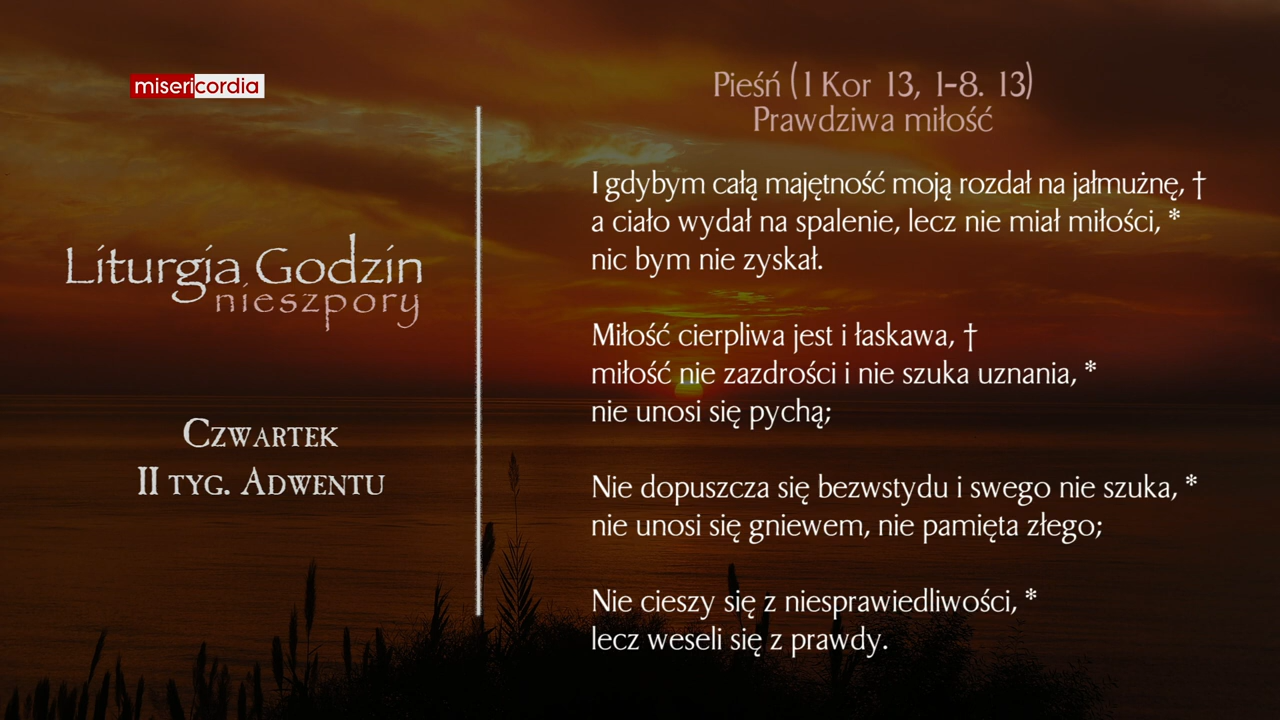 misericordia
Liturgia Godzin
nieszpory
Czwartek
II tyg. Adwentu
Pieśń (1 Kor 13, 1-8. 13)
Prawdziwa miłość
I gdybym całą majętność moją rozdał na jałmużnę, †
a ciało wydał na spalenie, lecz nie miał miłości, *
nic bym nie zyskał.
Miłość cierpliwa jest i łaskawa, †
miłość nie zazdrości i nie szuka uznania, *
nie unosi się pychą;
Nie dopuszcza się bezwstydu i swego nie szuka, *
nie unosi się gniewem, nie pamięta złego;
Nie cieszy się z niesprawiedliwości, *
lecz weseli się z prawdy.